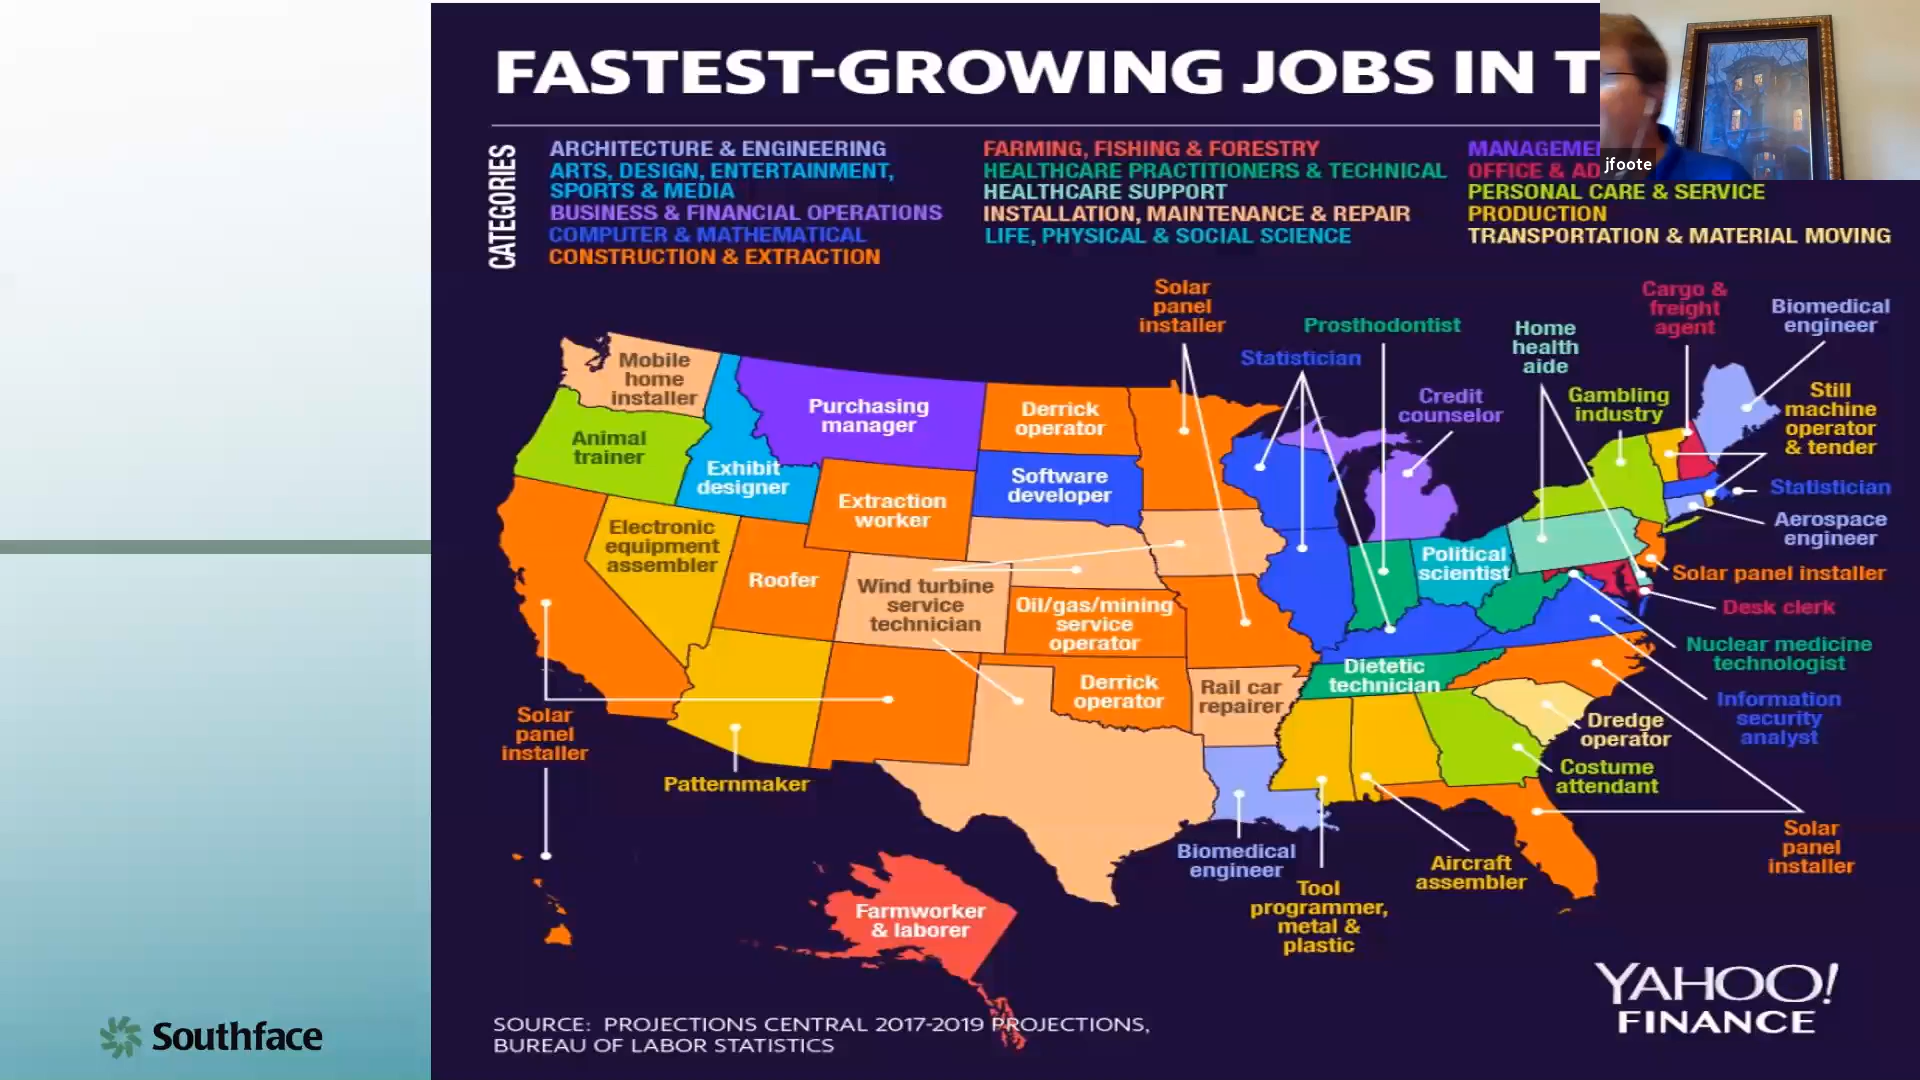 FASTEST-GROWING JOBS IN T
CATEGORIES
ARCHITECTURE & ENGINEERING
ARTS, DESIGN, ENTERTAINMENT,
SPORTS & MEDIA
BUSINESS & FINANCIAL OPERATIONS
COMPUTER & MATHEMATICAL
CONSTRUCTION & EXTRACTION
FARMING, FISHING & FORESTRY
HEALTHCARE PRACTITIONERS & TECHNICAL
HEALTHCARE SUPPORT
INSTALLATION, MAINTENANCE & REPAIR
LIFE, PHYSICAL & SOCIAL SCIENCE
MANAGEME
OFFICE & AD
PERSONAL CARE & SERVICE
PRODUCTION
TRANSPORTATION & MATERIAL MOVING
jfoote
Solar
panel
installer
Prosthodontist
Statistician
Credit
counselor
Home
health
aide
Gambling
industry
Cargo &
freight
agent
Biomedical
engineer
Still
machine
operator
& tender
Statistician
Aerospace
engineer
Solar panel installer
Desk clerk
Nuclear medicine
technologist
Information
security
analyst
Mobile
home
installer
Animal
trainer
Exhibit
designer
Purchasing
manager
Derrick
operator
Software
developer
Extraction
worker
Electronic
equipment
assembler
Roofer
Wind turbine
service
technician
Oil/gas/mining
service
operator
Political
scientist
Derrick
operator
Rail car
repairer
Dietetic
technician
Dredge
operator
Costume
attendant
Solar
panel
installer
Patternmaker
Solar
panel
installer
Biomedical
engineer
Tool
programmer,
metal &
plastic
Aircraft
assembler
Farmworker
& laborer
SOURCE: PROJECTIONS CENTRAL 2017-2019 PROJECTIONS,
BUREAU OF LABOR STATISTICS
YAHOO!
FINANCE
Southface